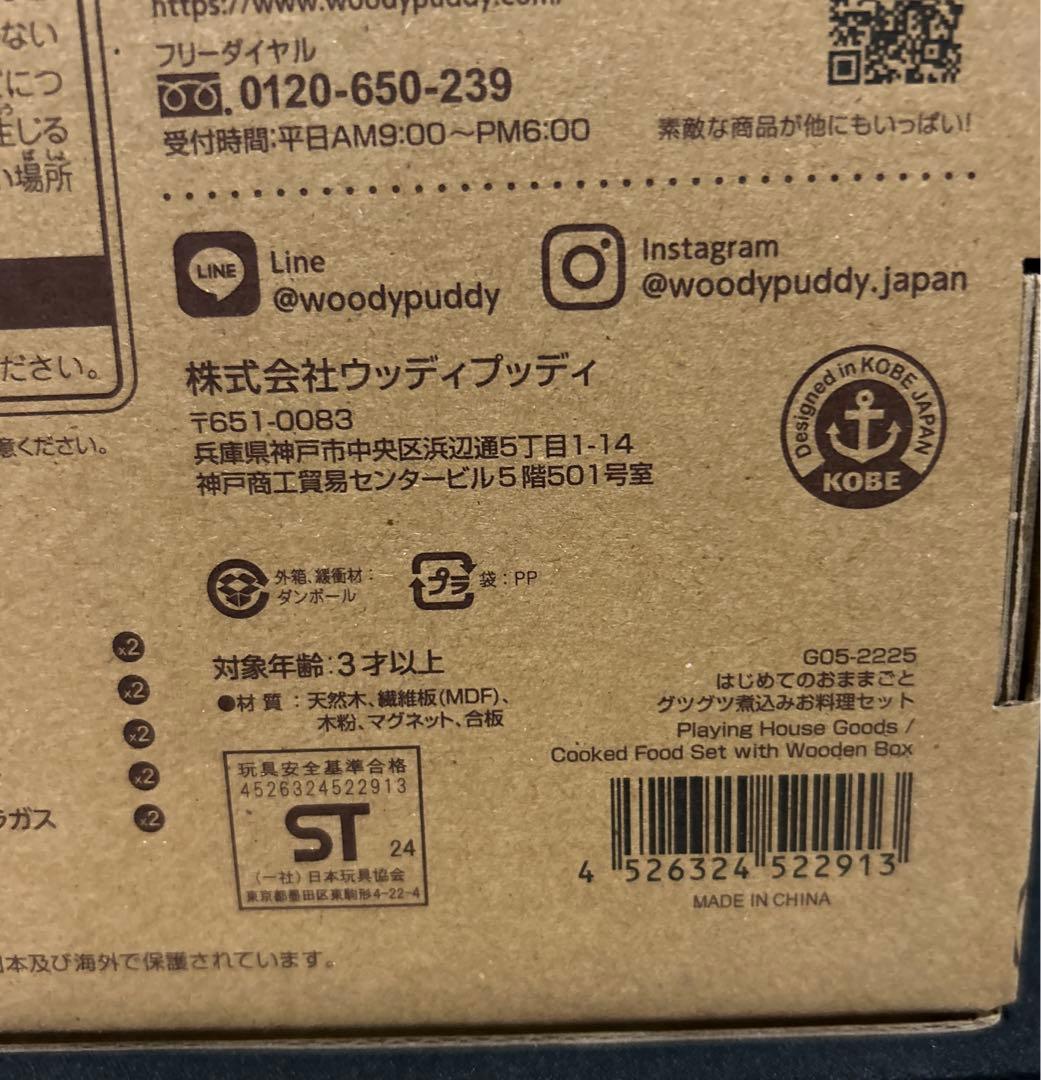 https://www.woodypuddy.com/
フリーダイヤル
0120-650-239
受付時間:平日AM9:00～PM6:00
素敵な商品が他にもいっぱい!
ない
につ
生じる
い場所
ださい。
意ください。
LINE
Line
@woodypuddy
Instagram
@woodypuddy.japan
株式会社ウッディプッディ
〒651-0083
兵庫県神戸市中央区浜辺通5丁目1-14
神戸商工貿易センタービル5階501号室
Designed in KOBE JAPAN
KOBE
外箱、緩衝材:
ダンボール
プラ
袋:PP
x2
x2
x2
x2
ラガス
x2
対象年齢:3才以上
●材質:天然木、繊維板(MDF)、
木粉、マグネット、合板
玩具安全基準合格
4526324522913
ST
24
(一社)日本玩具協会
東京都墨田区東駒形4-22-4
G05-2225
はじめてのおままごと
グツグツ煮込みお料理セット
Playing House Goods /
Cooked Food Set with Wooden Box
4 526324 522913
MADE IN CHINA
本及び海外で保護されています。